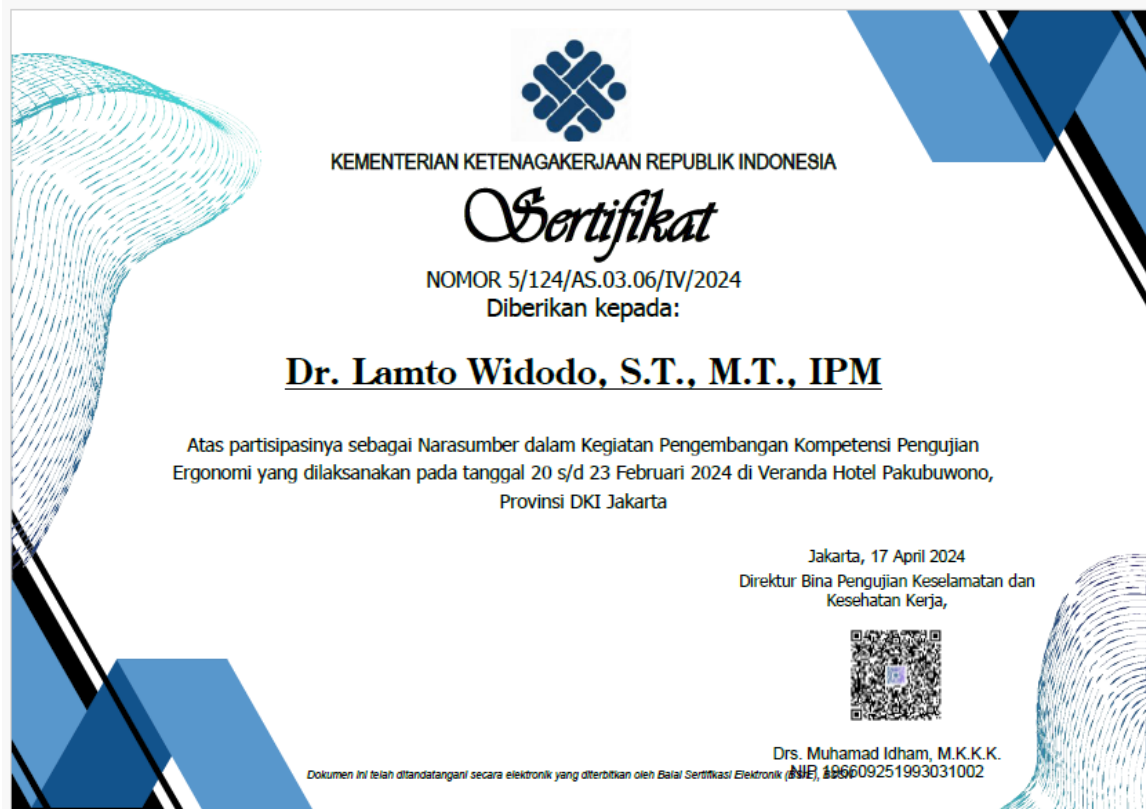 KEMENTERIAN KETENAGAKERJAAN REPUBLIK INDONESIA
Sertifikat
NOMOR 5/124/AS.03.06/IV/2024
Diberikan kepada:
Dr. Lamto Widodo, S.T., M.T., IPM
Atas partisipasinya sebagai Narasumber dalam Kegiatan Pengembangan Kompetensi Pengujian
Ergonomi yang dilaksanakan pada tanggal 20 s/d 23 Februari 2024 di Veranda Hotel Pakubuwono,
Provinsi DKI Jakarta
Jakarta, 17 April 2024
Direktur Bina Pengujian Keselamatan dan
Kesehatan Kerja,
Drs. Muhamad Idham, M.K.K.K.
NIP 196609251993031002
Dokumen ini telah ditandatangani secara elektronik yang diterbitkan oleh Balai Sertifikasi Elektronik (BSrE), BSSN